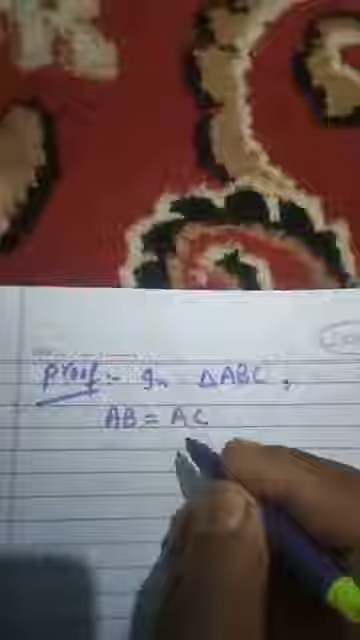 Proof:- In ΔABC,
AB = AC